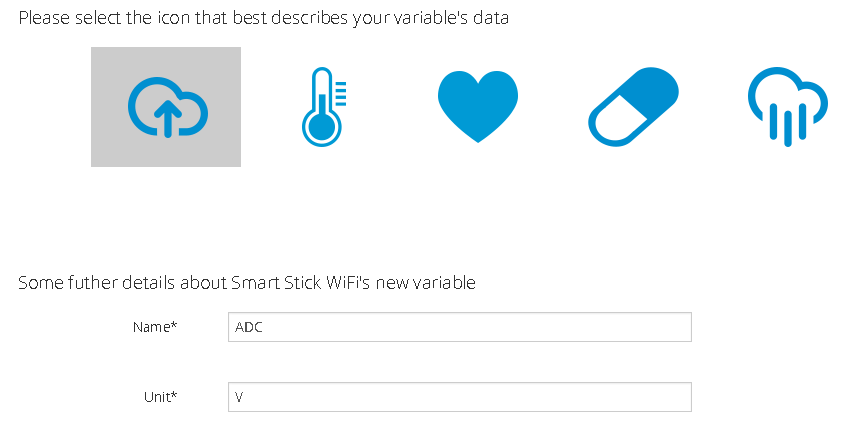 Please select the icon that best describes your variable's data
Some futher details about Smart Stick WiFi's new variable
Name*
ADC
Unit*
V